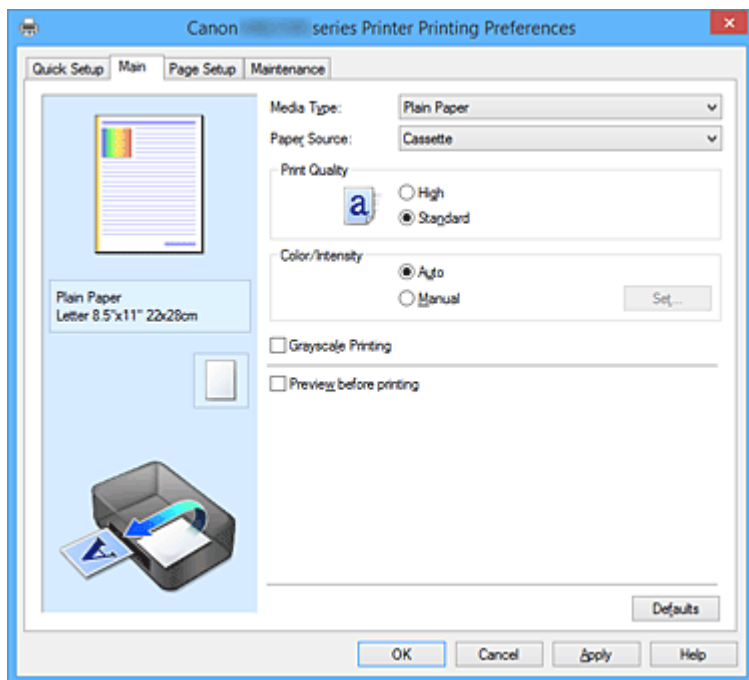 Canon series Printer Printing Preferences
Quick Setup Main Page Setup Maintenance
Media Type: Plain Paper
Paper Source: Cassette
Print Quality
a
High
Standard
Color/Intensity
Auto
Manual
Set...
Plain Paper
Letter 8.5"x11" 22x28cm
Grayscale Printing
Preview before printing
A
Defaults
OK Cancel Apply Help